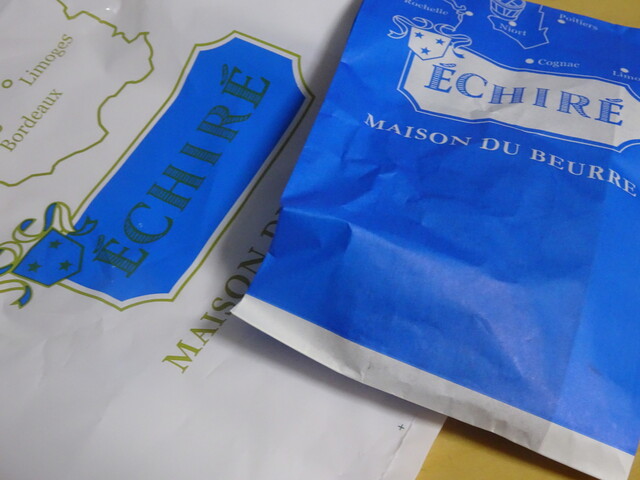 Limoges
Bordeaux
ÉCHIRÉ
MAISON
Rochelle
Niort
Poitiers
Cognac
ÉCHIRÉ
MAISON DU BEURRE